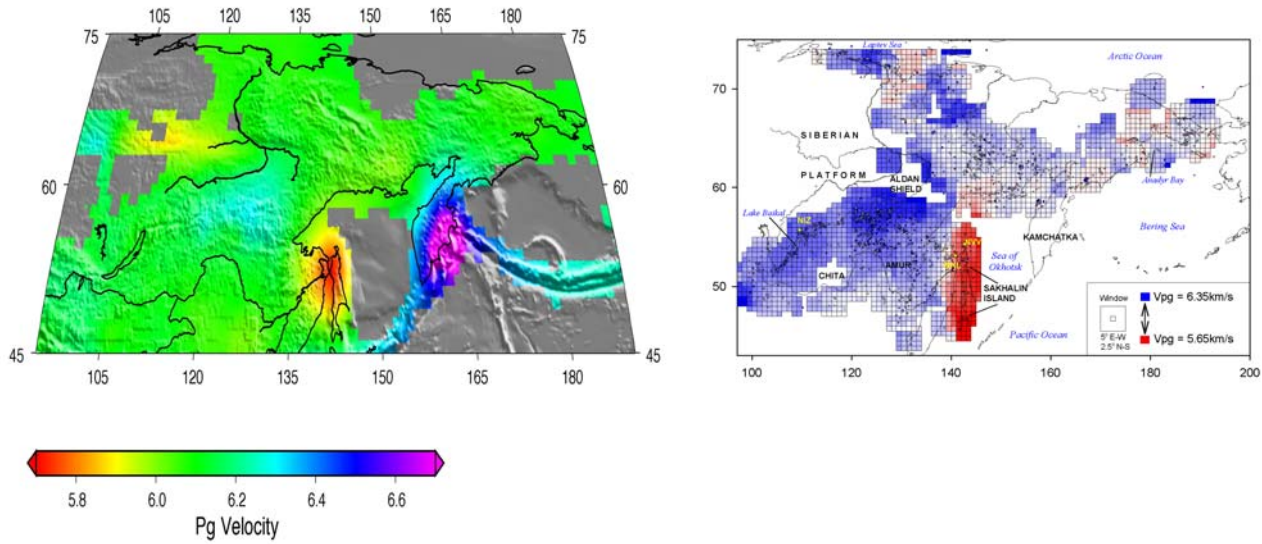 105 120 135 150 165 180
75 75
60 60
45 45
105 120 135 150 165 180
5.8 6.0 6.2 6.4 6.6
Pg Velocity
Laptev Sea
Arctic Ocean
70
SIBERIAN
PLATFORM
ALDAN
SHIELD
60
Anadyr Bay
Lake Baikal
NIZ
Bering Sea
KAMCHATKA
Sea of
Okhotsk
AMUR
CHITA
SAKHALIN
ISLAND
50
Window
5° E-W
2.5° N-S
Vpg = 6.35km/s
Vpg = 5.65km/s
Pacific Ocean
100 120 140 160 180 200